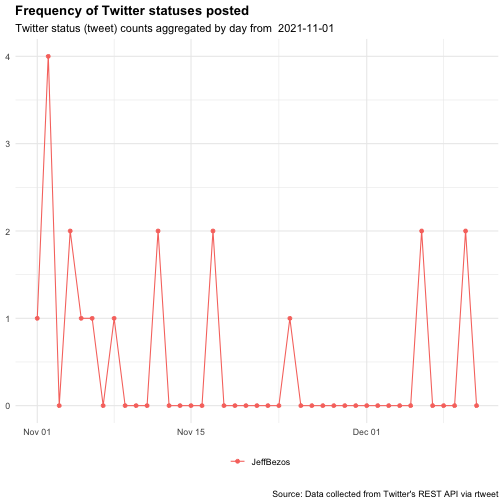 Frequency of Twitter statuses posted
Twitter status (tweet) counts aggregated by day from  2021-11-01
4
3
2
1
0
Nov 01
Nov 15
Dec 01
JeffBezos
Source: Data collected from Twitter's REST API via rtweet